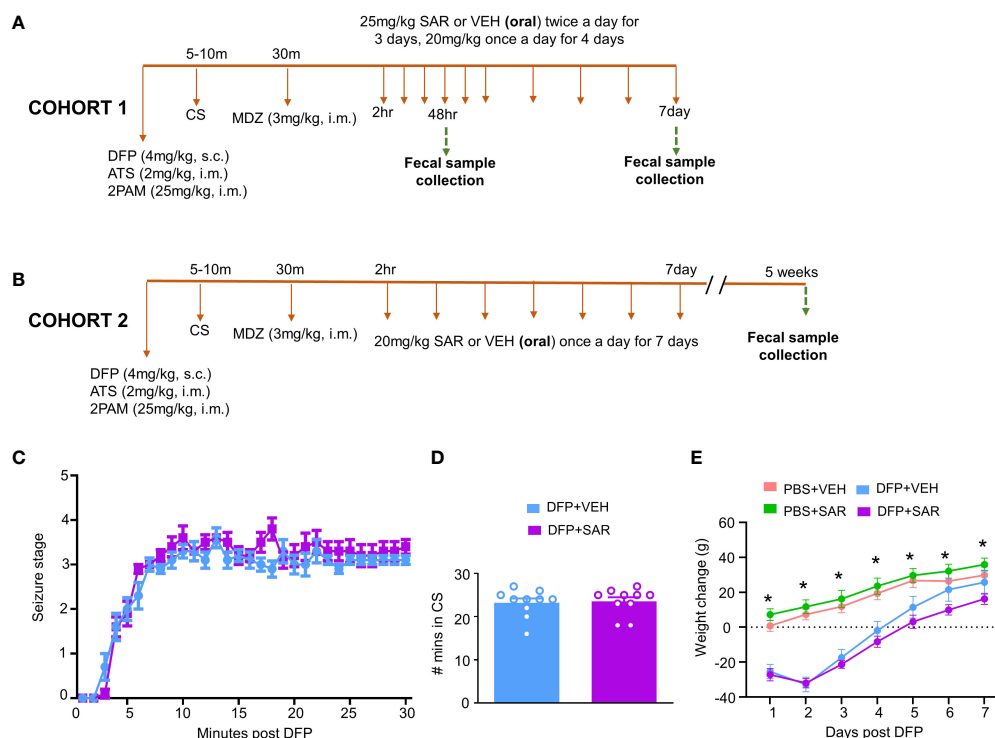 A
25mg/kg SAR or VEH (oral) twice a day for
3 days, 20mg/kg once a day for 4 days
5-10m
30m
COHORT 1
CS
MDZ (3mg/kg, i.m.)
2hr
48hr
7day
DFP (4mg/kg, s.c.)
ATS (2mg/kg, i.m.)
2PAM (25mg/kg, i.m.)
Fecal sample
collection
Fecal sample
collection
B
5-10m
30m
2hr
7day
5 weeks
COHORT 2
CS
MDZ (3mg/kg, i.m.)
20mg/kg SAR or VEH (oral) once a day for 7 days
Fecal sample
collection
DFP (4mg/kg, s.c.)
ATS (2mg/kg, i.m.)
2PAM (25mg/kg, i.m.)
C
Seizure stage
5
4
3
2
1
0
0 5 10 15 20 25 30
Minutes post DFP
D
DFP+VEH
DFP+SAR
# mins in CS
30
20
10
0
E
PBS+VEH DFP+VEH
PBS+SAR DFP+SAR
Weight change (g)
60
40
20
0
-20
-40
* * * * * * *
1 2 3 4 5 6 7
Days post DFP